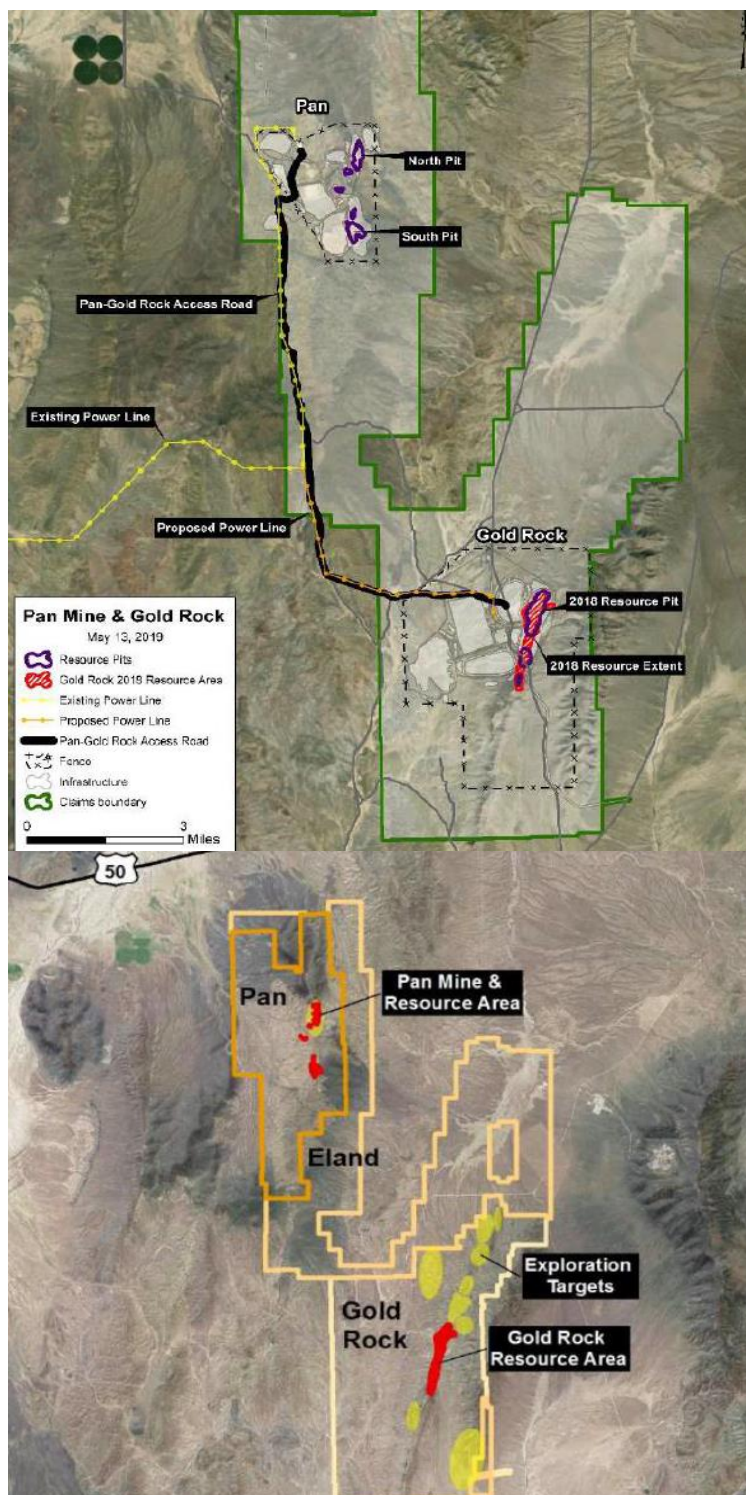 Pan
North Pit
South Pit
Pan-Gold Rock Access Road
Existing Power Line
Proposed Power Line
Gold Rock
2018 Resource Pit
2018 Resource Extent
Pan Mine & Gold Rock
May 13, 2019
Resource Pits
Gold Rock 2018 Resource Area
Existing Power Line
Proposed Power Line
Pan-Gold Rock Access Road
Fence
Infrastructure
Claims boundary
0 3
Miles
50
Pan Mine &
Resource Area
Pan
Eland
Exploration
Targets
Gold
Rock
Gold Rock
Resource Area